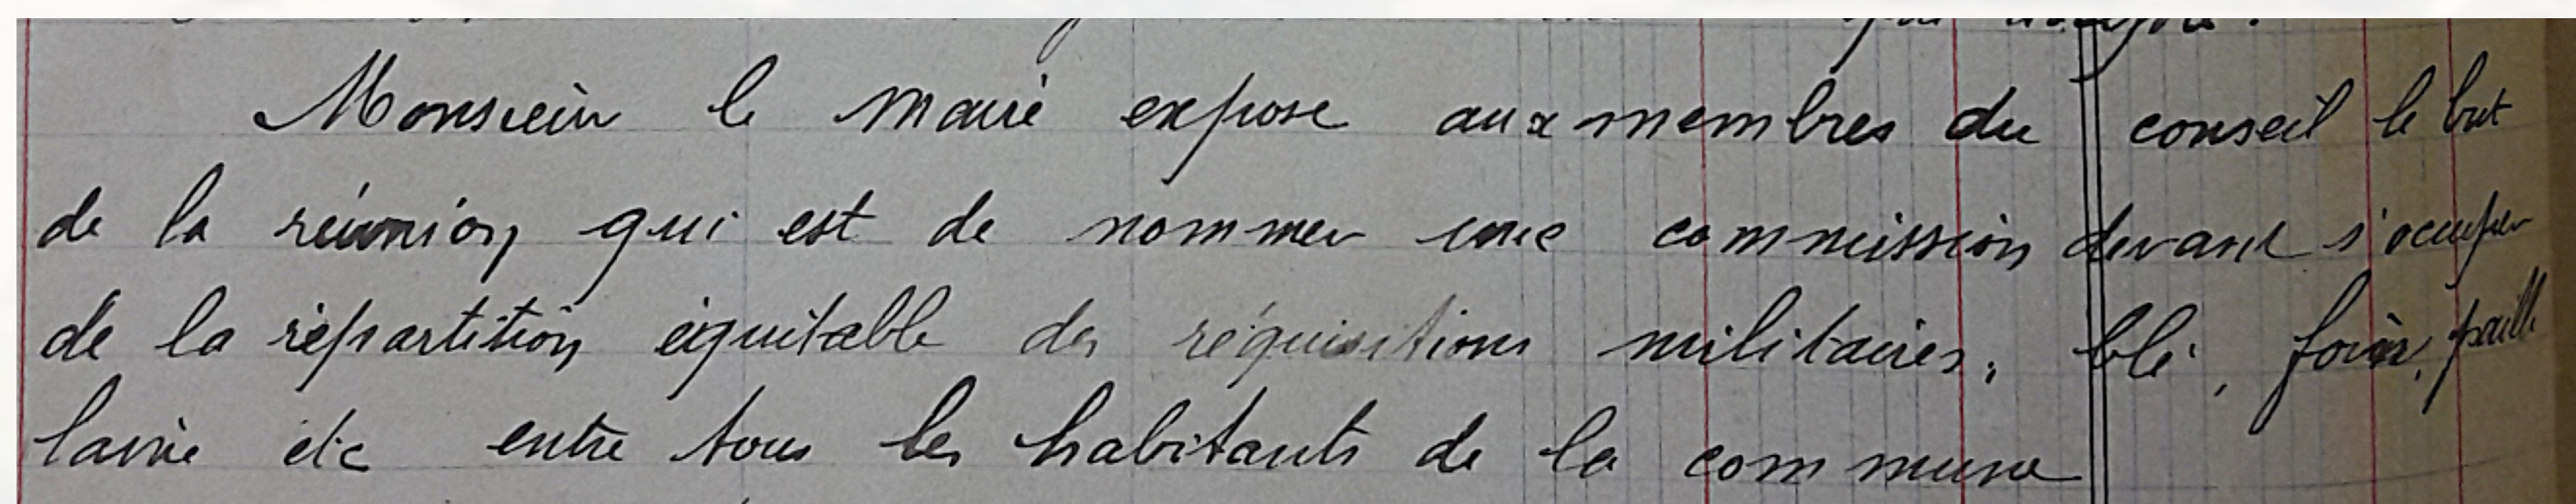 Monsieur le Maire expose aux membres du conseil le but
de la réunion qui est de nommer une commission devant s'occuper
de la répartition équitable des réquisitions militaires, blé, foin, paille
laine etc entre tous les habitants de la commune